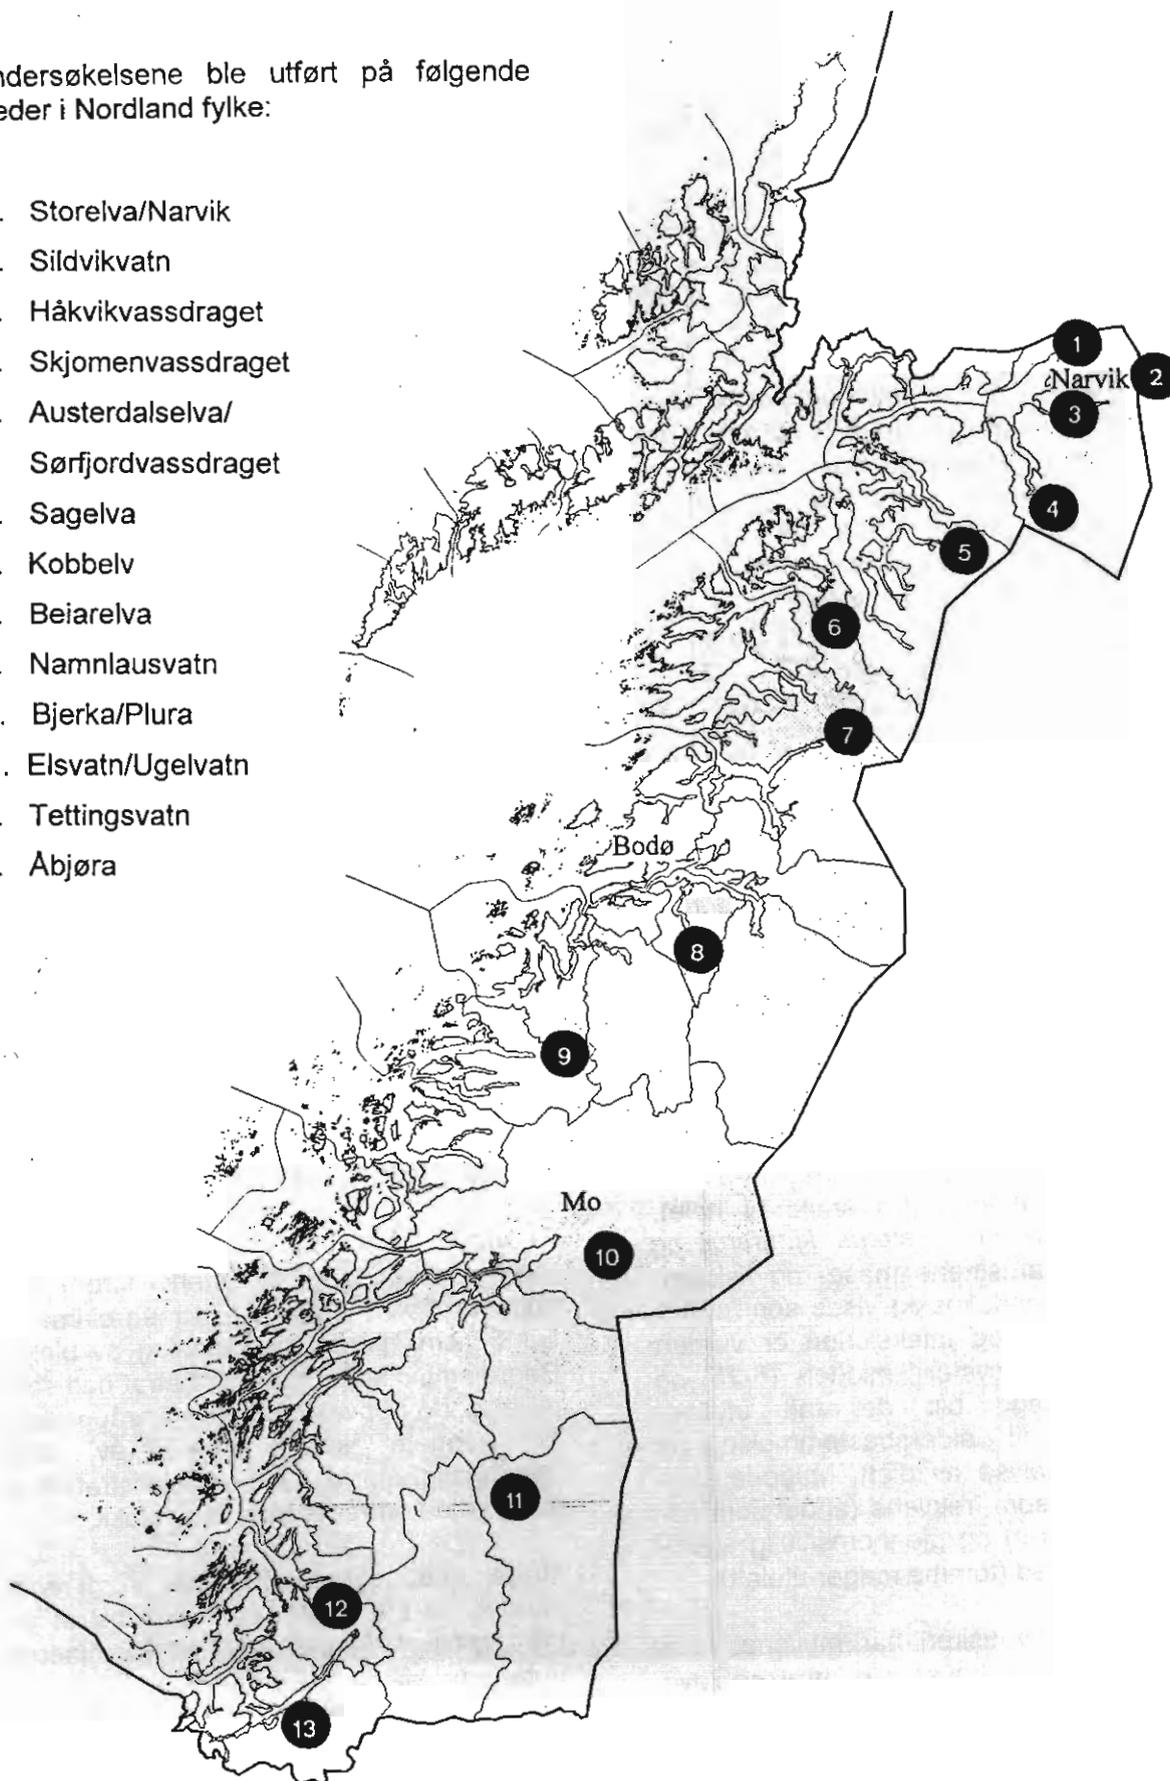 ndersøkelsene ble utført på følgende
eder i Nordland fylke:
. Storelva/Narvik
. Sildvikvatn
. Håkvikvassdraget
. Skjomenvassdraget
. Austerdalselva/
Sørfjordvassdraget
. Sagelva
. Kobbelv
. Beiarelva
. Namnlausvatn
. Bjerka/Plura
. Elsvatn/Ugelvatn
. Tettingsvatn
. Åbjøra
1
Narvik
2
3
4
5
6
7
Bodø
8
9
Mo
10
11
12
13